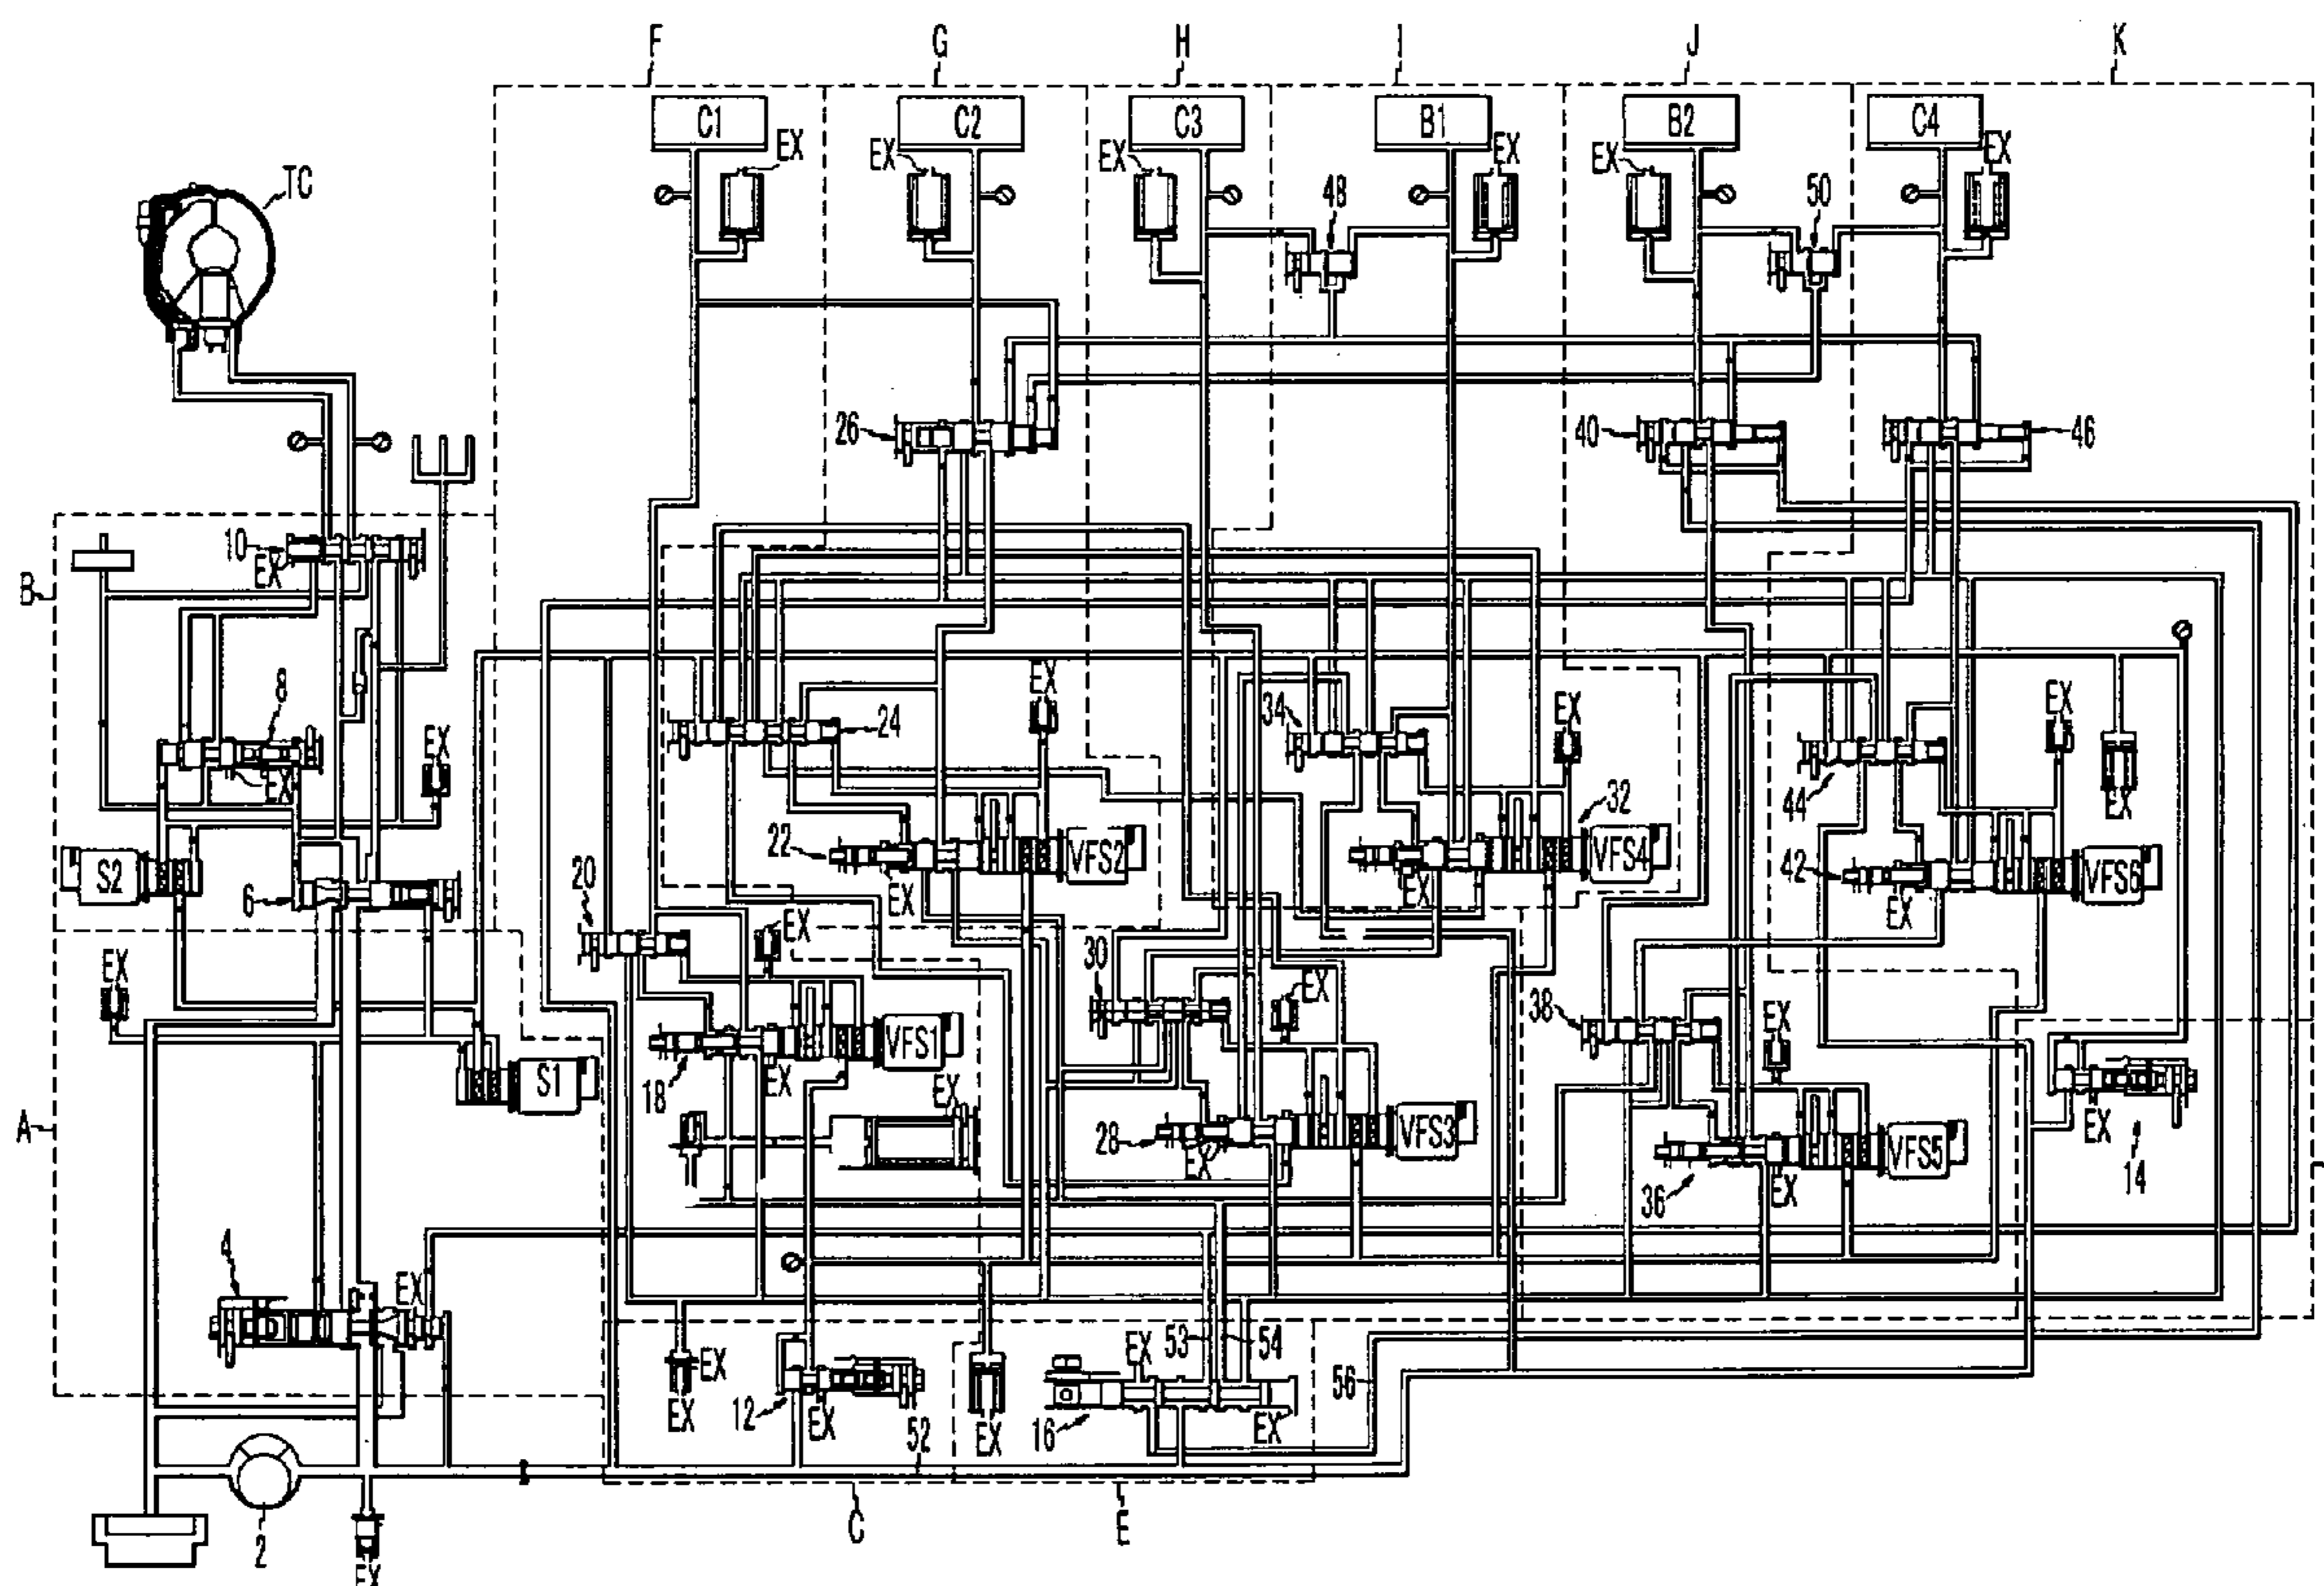 F G H I J K
C1 C2 C3 B1 B2 C4
EX EX EX EX EX EX
TC
48 50
26 40 46
10
EX
B
8
EX
EX
24 EX 34 EX EX
44 EX
S2
6
20
22 VFS2
EX
32
VFS4
EX
42 VFS6
EX
EX
EX
30 EX
38 EX
S1
18 VFS1
EX
EX
A
28 VFS3
EX
36 VFS5
EX
EX
14
4 EX
53 54
EX
56
EX
EX
12 EX
52
EX
16 EX
2
EX
C E